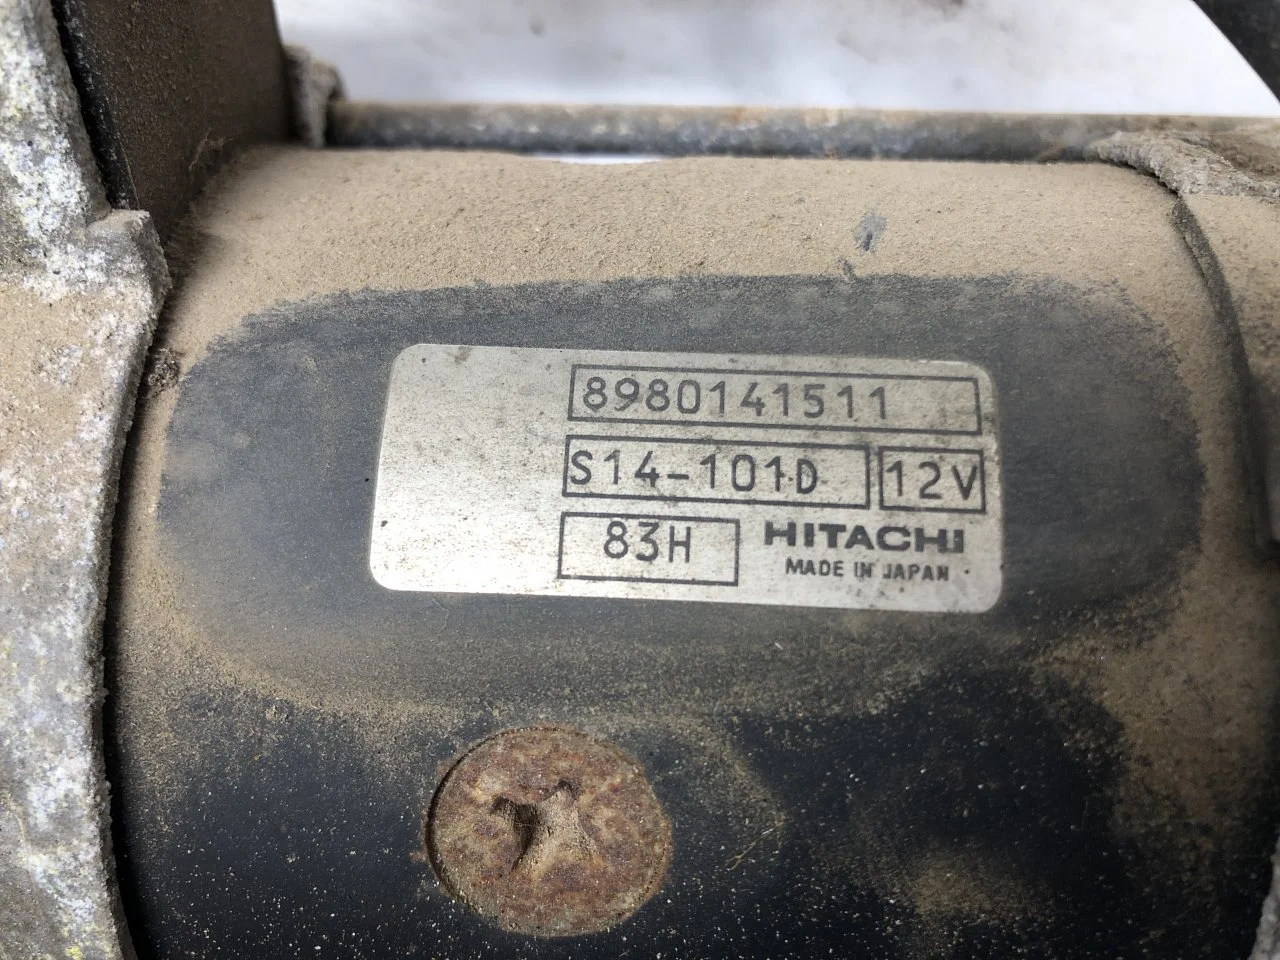 8980141511
S14-101D 12V
83H HITACHI
MADE IN JAPAN